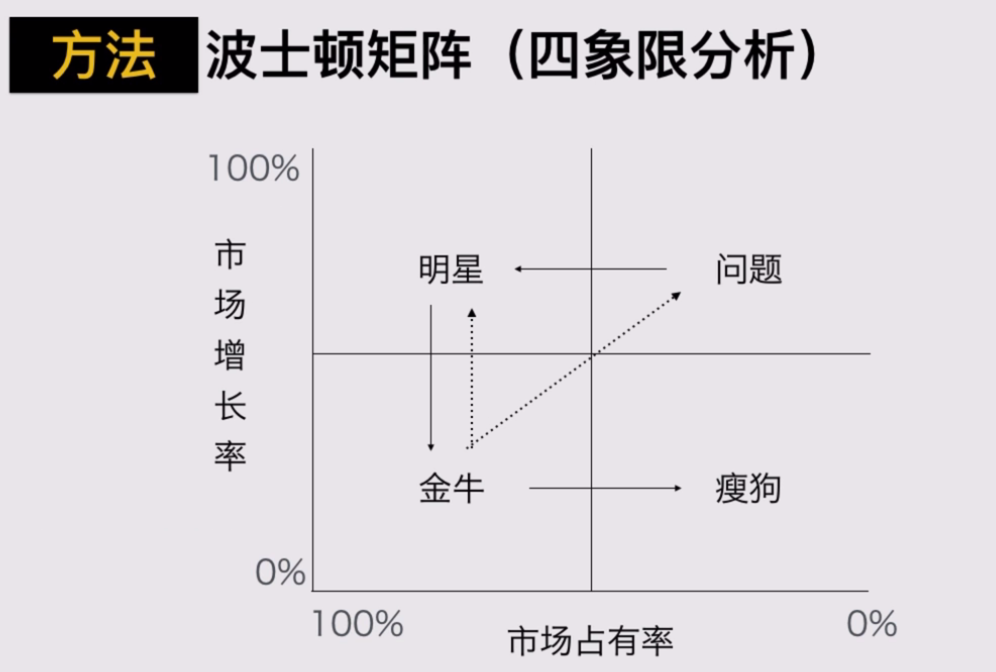 方法 波士顿矩阵（四象限分析）
100%
市场增长率
明星
问题
金牛
瘦狗
0%
100%
市场占有率
0%